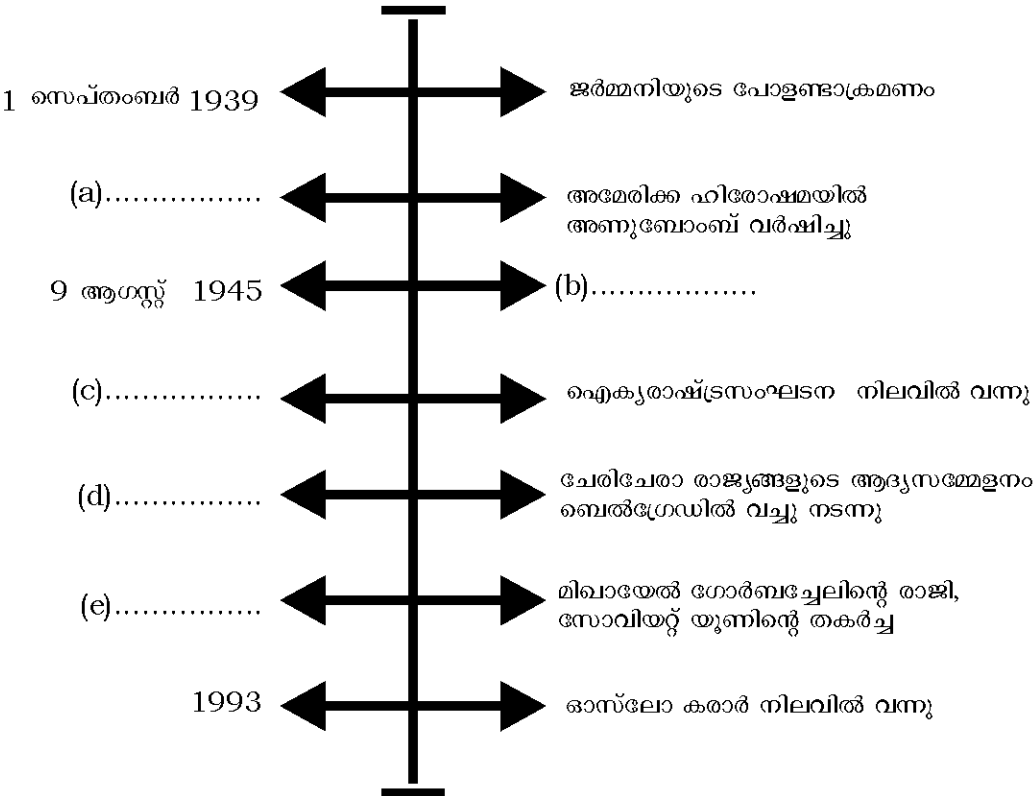 1 സെപ്തംബർ 1939
ജർമ്മനിയുടെ പോളണ്ടാക്രമണം
(a).................
അമേരിക്ക ഹിരോഷമയിൽ
അണുബോംബ് വർഷിച്ചു
9 ആഗസ്റ്റ് 1945
(b)..................
(c).................
ഐക്യരാഷ്ട്രസംഘടന നിലവിൽ വന്നു
(d)................
ചേരിചേരാ രാജ്യങ്ങളുടെ ആദ്യസമ്മേളനം
ബെൽഗ്രേഡിൽ വച്ചു നടന്നു
(e)................
മിഖായേൽ ഗോർബച്ചേലിന്റെ രാജി,
സോവിയറ്റ് യൂണിന്റെ തകർച്ച
1993
ഓസ്ലോ കരാർ നിലവിൽ വന്നു